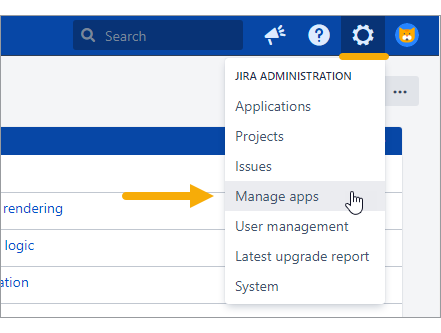 Search
JIRA ADMINISTRATION
Applications
Projects
Issues
Manage apps
User management
Latest upgrade report
System
rendering
logic
ation